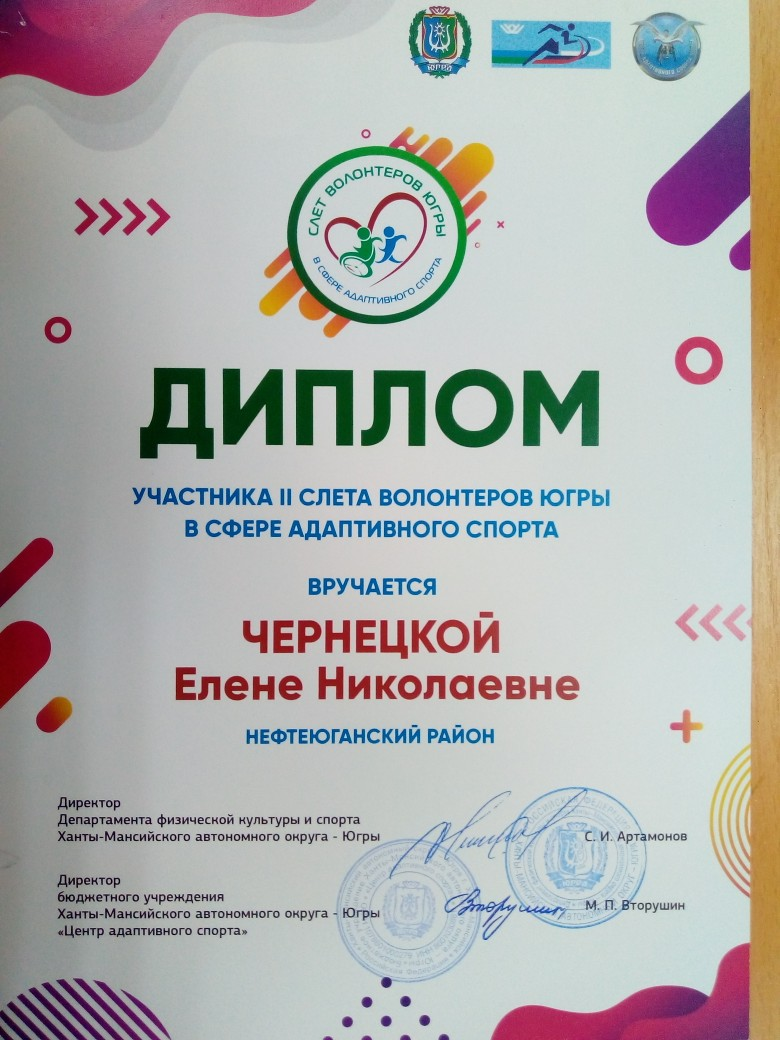 ЮГРА
СЛЕТ ВОЛОНТЕРОВ ЮГРЫ
В СФЕРЕ АДАПТИВНОГО СПОРТА
ДИПЛОМ
УЧАСТНИКА II СЛЕТА ВОЛОНТЕРОВ ЮГРЫ
В СФЕРЕ АДАПТИВНОГО СПОРТА
ВРУЧАЕТСЯ
ЧЕРНЕЦКОЙ
Елене Николаевне
НЕФТЕЮГАНСКИЙ РАЙОН
Директор
Департамента физической культуры и спорта
Ханты-Мансийского автономного округа - Югры
С. И. Артамонов
Директор
бюджетного учреждения
Ханты-Мансийского автономного округа - Югры
«Центр адаптивного спорта»
М. П. Вторушин